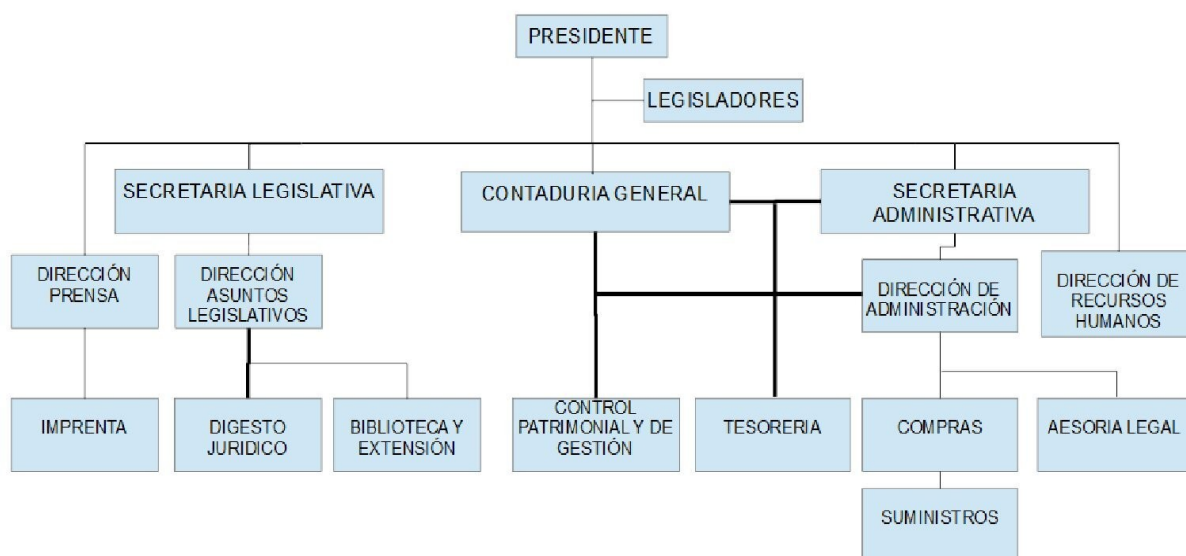 PRESIDENTE
LEGISLADORES
SECRETARIA LEGISLATIVA
CONTADURIA GENERAL
SECRETARIA
ADMINISTRATIVA
DIRECCIÓN
PRENSA
DIRECCIÓN
ASUNTOS
LEGISLATIVOS
DIRECCIÓN DE
ADMINISTRACIÓN
DIRECCIÓN DE
RECURSOS
HUMANOS
IMPRENTA
DIGESTO
JURIDICO
BIBLIOTECA Y
EXTENSIÓN
CONTROL
PATRIMONIAL Y DE
GESTIÓN
TESORERIA
COMPRAS
AESORIA LEGAL
SUMINISTROS